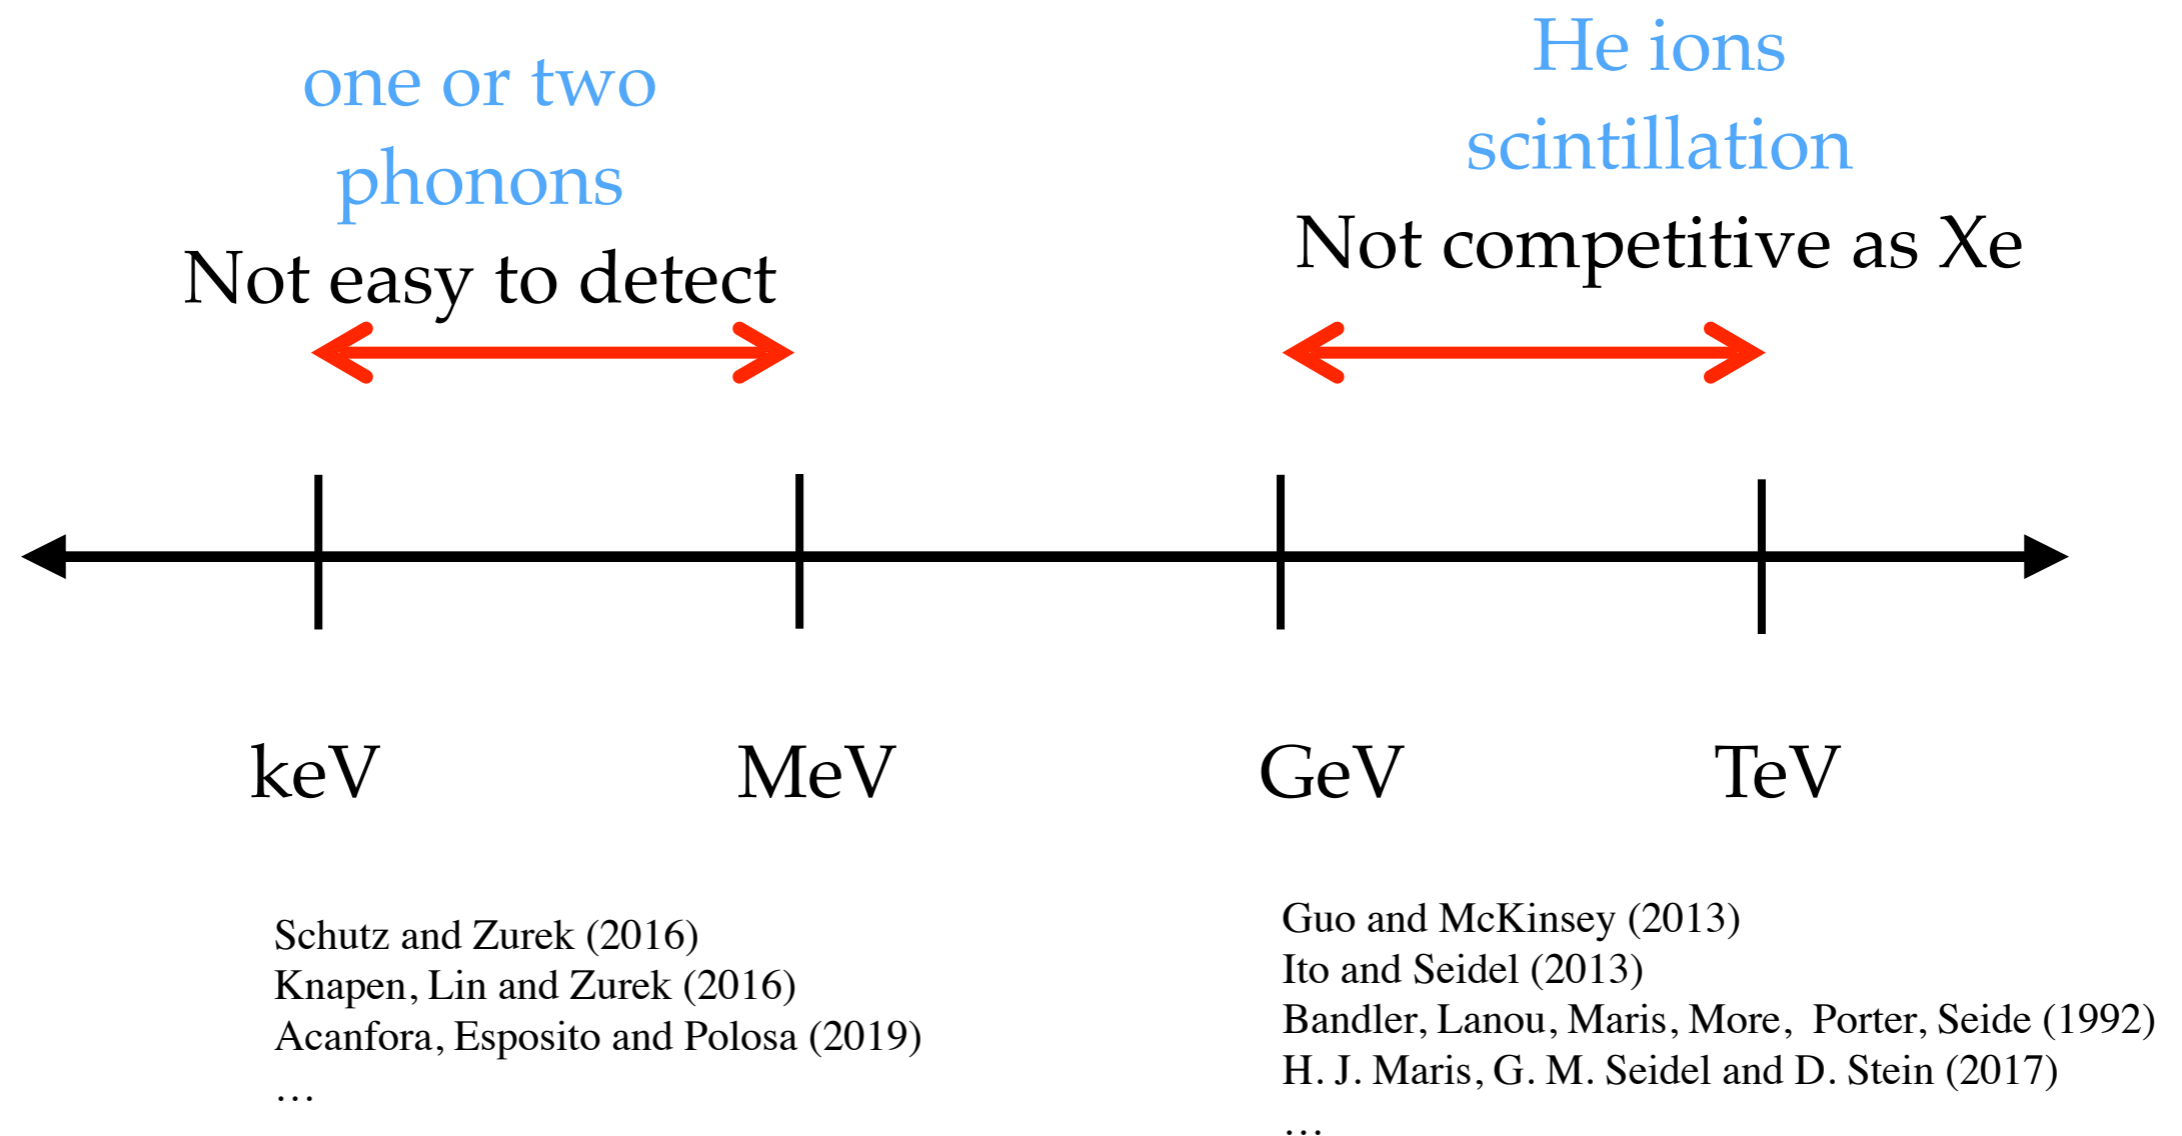 one or two
phonons
Not easy to detect
He ions
scintillation
Not competitive as Xe
keV
MeV
GeV
TeV
Schutz and Zurek (2016)
Knapen, Lin and Zurek (2016)
Acanfora, Esposito and Polosa (2019)
…
Guo and McKinsey (2013)
Ito and Seidel (2013)
Bandler, Lanou, Maris, More,  Porter, Seide (1992)
H. J. Maris, G. M. Seidel and D. Stein (2017)
…